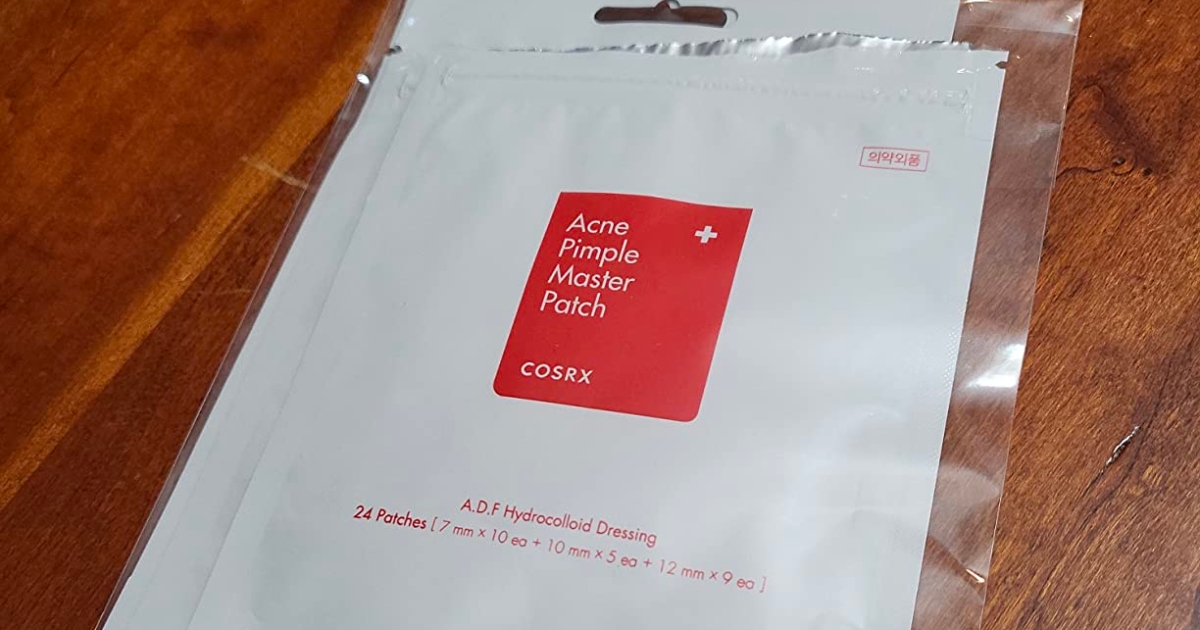 의약외품
Acne
Pimple
Master
Patch
COSRX
A.D.F Hydrocolloid Dressing
24 Patches [ 7 mm × 10 ea + 10 mm × 5 ea + 12 mm × 9 ea ]